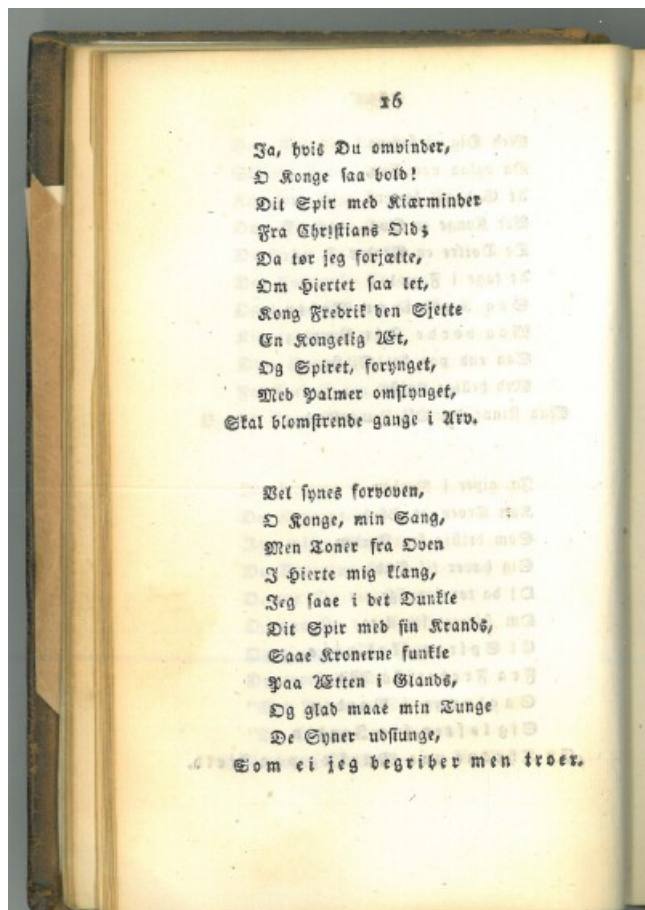 16
Ja, hvis Du omvinder,
O Konge saa bold!
Dit Spir med Kiærminder
Fra Christians Old;
Da tør jeg forjætte,
Om Hiertet saa let,
Kong Fredrik den Sjette
En Kongelig Æt,
Og Spiret, forynget,
Med Palmer omslynget,
Skal blomstrende gange i Arv.
Vel synes forvoven,
O Konge, min Sang,
Men Toner fra Oven
I Hierte mig klang,
Jeg saae i det Dunkle
Dit Spir med sin Krands,
Saae Kronerne funkle
Paa Ætten i Glands,
Og glad maae min Tunge
De Syner udsiunge,
Som ei jeg begriber men troer.